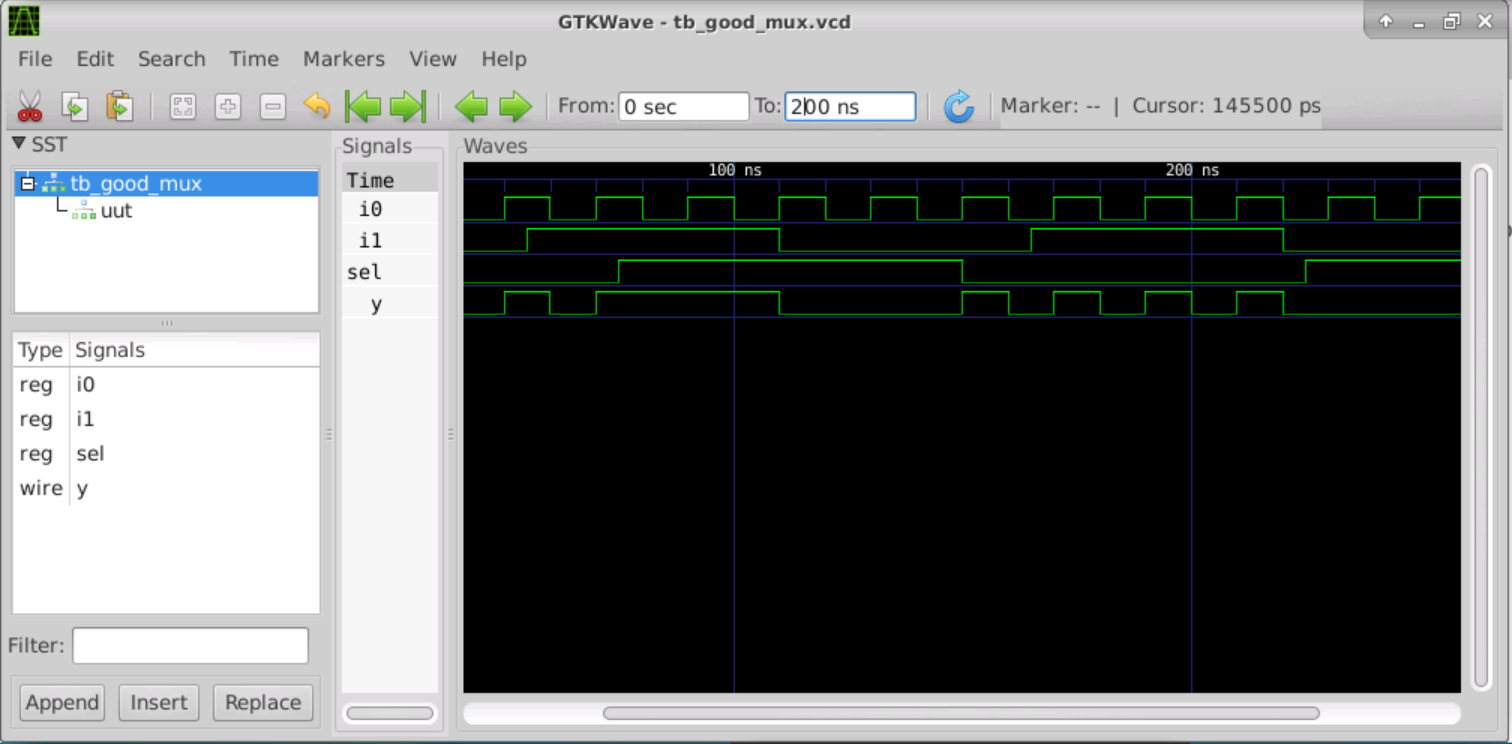 GTKWave - tb_good_mux.vcd
File Edit Search Time Markers View Help
From: 0 sec To: 200 ns Marker: -- | Cursor: 145500 ps
SST
tb_good_mux
uut
Type Signals
reg i0
reg i1
reg sel
wire y
Filter:
Append Insert Replace
Signals
Time
i0
i1
sel
y
Waves
100 ns 200 ns